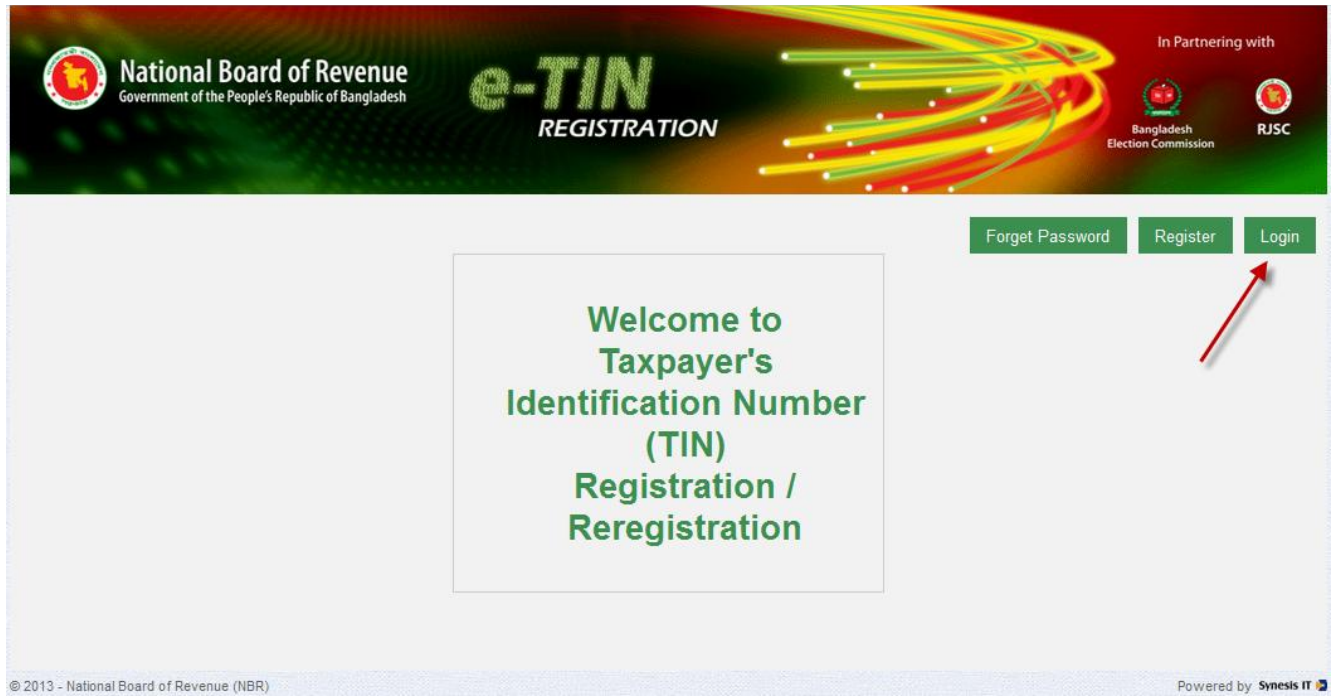 National Board of Revenue
Government of the People's Republic of Bangladesh
e-TIN
REGISTRATION
In Partnering with
Bangladesh
Election Commission
RJSC
Forget Password
Register
Login
Welcome to
Taxpayer's
Identification Number
(TIN)
Registration /
Reregistration
© 2013 - National Board of Revenue (NBR)
Powered by Synesis IT